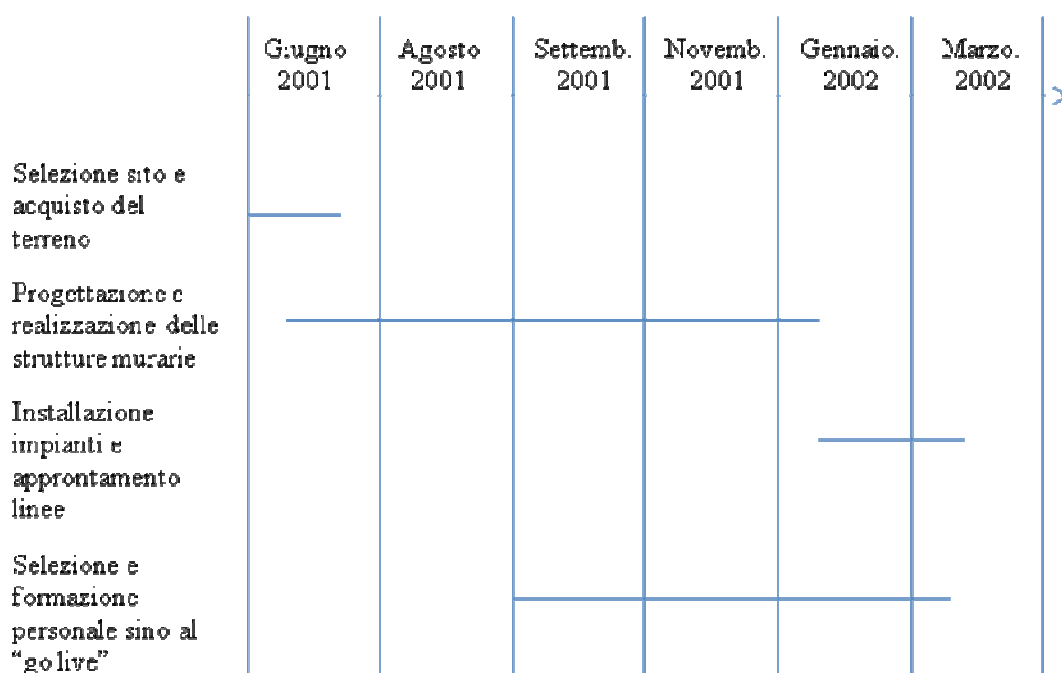 Giugno
2001
Agosto
2001
Settemb.
2001
Novemb.
2001
Gennaio.
2002
Marzo.
2002
Selezione sito e
acquisto del
terreno
Progettazione e
realizzazione delle
strutture murarie
Installazione
impianti e
approntamento
linee
Selezione e
formazione
personale sino al
“go live”